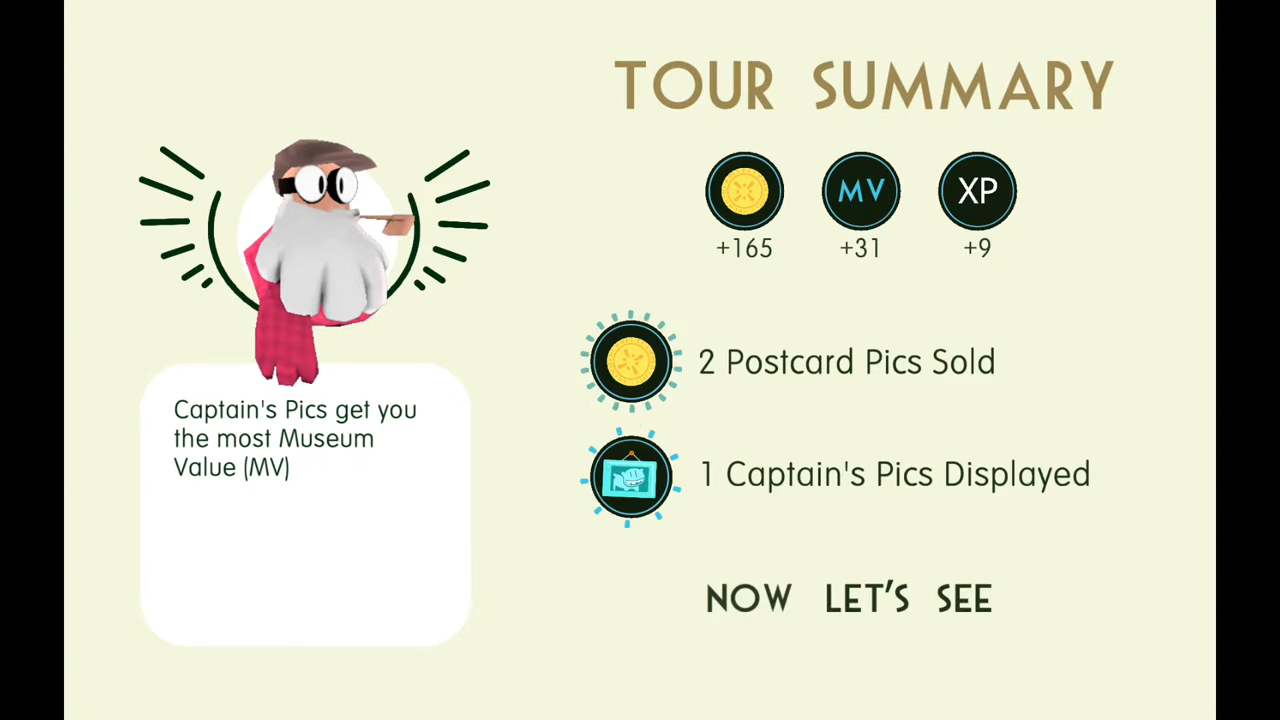 TOUR SUMMARY
MV
XP
+165
+31
+9
2 Postcard Pics Sold
1 Captain's Pics Displayed
Captain's Pics get you
the most Museum
Value (MV)
NOW LET'S SEE